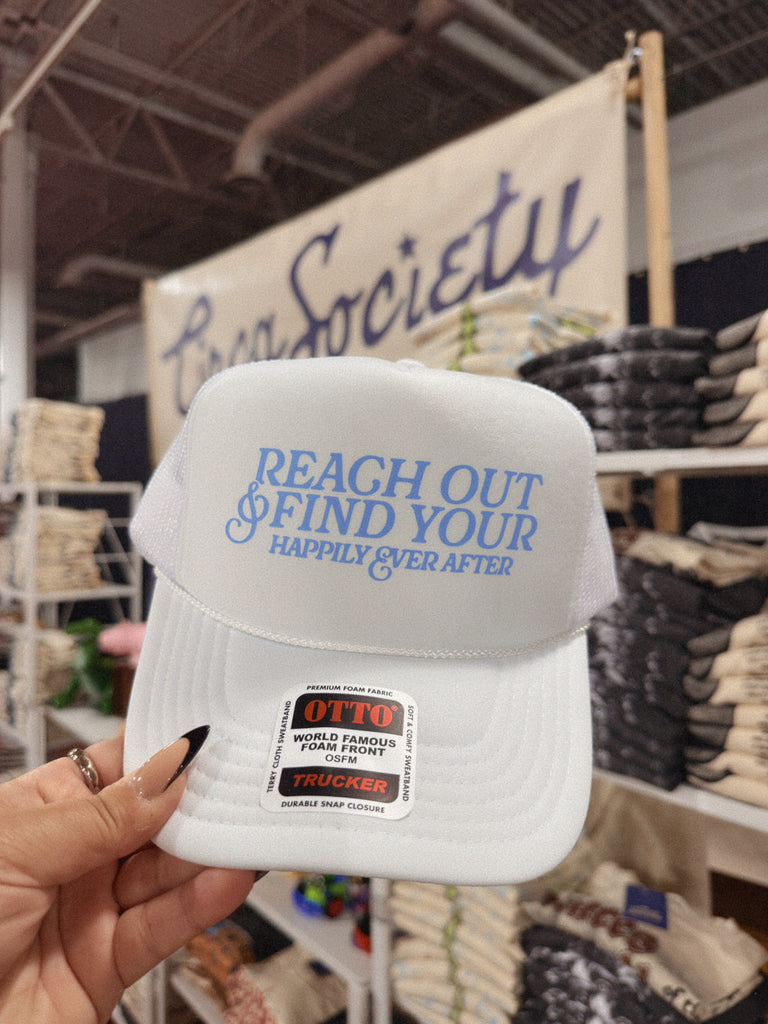 Circa Society
REACH OUT
& FIND YOUR
HAPPILY EVER AFTER
PREMIUM FOAM FABRIC
OTTO®
WORLD FAMOUS
FOAM FRONT
OSFM
TRUCKER
DURABLE SNAP CLOSURE
TERRY CLOTH SWEATBAND
SOFT & COMFY SWEATBAND